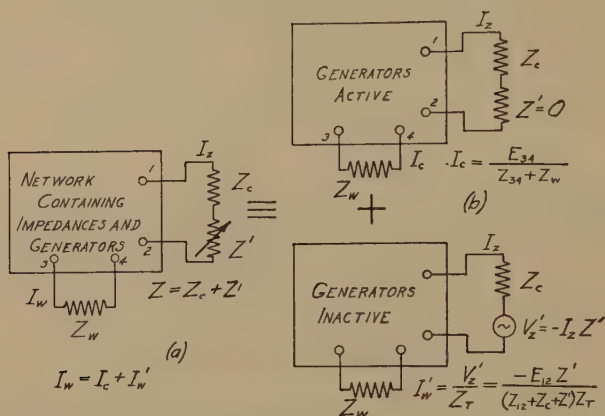 NETWORK
CONTAINING
IMPEDANCES AND
GENERATORS
1
2
3
4
I_z
Z_c
Z'
I_w
Z_w
Z = Z_c + Z'
(a)
I_w = I_c + I_w'
≡
GENERATORS
ACTIVE
1
2
3
4
I_z
Z_c
Z' = 0
Z_w
I_c
I_c = E_34 / (Z_34 + Z_w)
+
(b)
GENERATORS
INACTIVE
I_z
Z_c
V_z' = -I_z Z'
Z_w
I_w' = V_z' / Z_T = -E_12 Z' / ((Z_12 + Z_c + Z') Z_T)